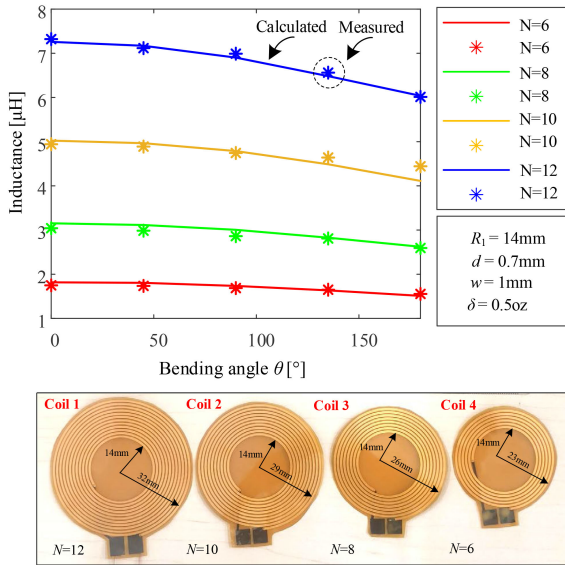 8
7
6
5
4
3
2
1
Inductance [μH]
0
50
100
150
Bending angle θ [°]
Calculated
Measured
N=6
N=6
N=8
N=8
N=10
N=10
N=12
N=12
R₁ = 14mm
d = 0.7mm
w = 1mm
δ = 0.5oz
Coil 1
14mm
32mm
N=12
Coil 2
14mm
29mm
N=10
Coil 3
14mm
26mm
N=8
Coil 4
14mm
23mm
N=6